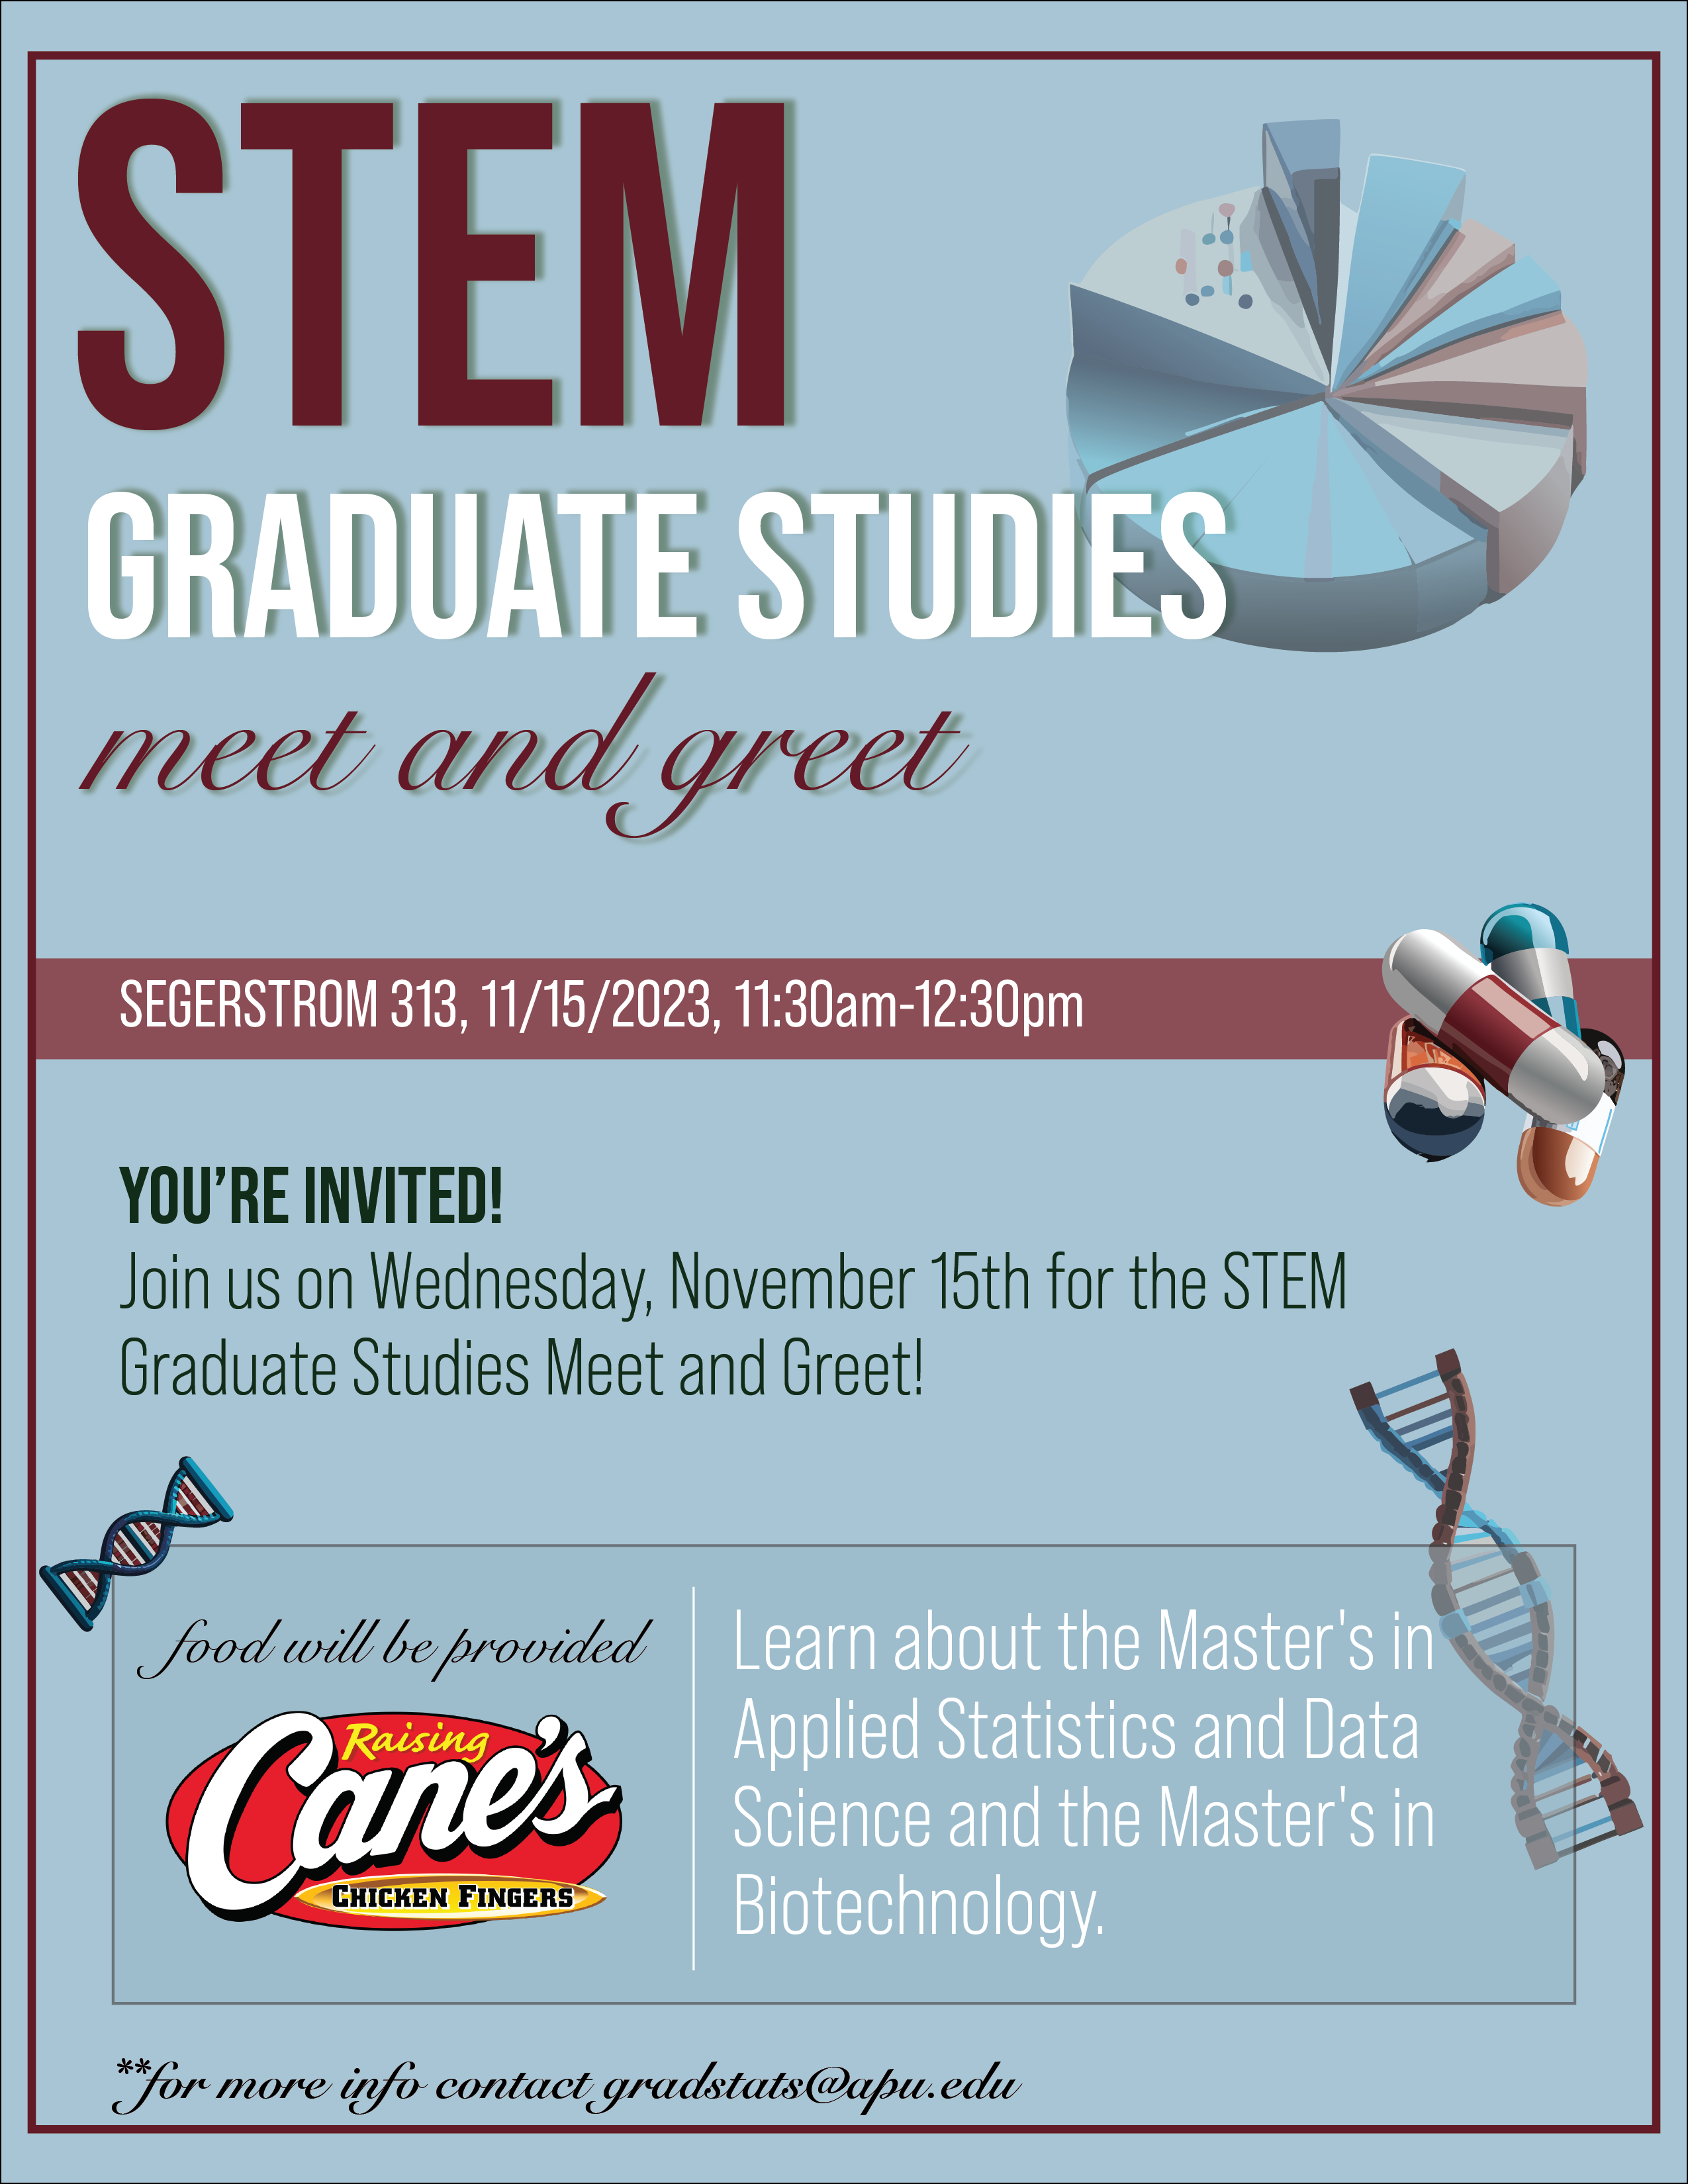 STEM
GRADUATE STUDIES
meet and greet
SEGERSTROM 313, 11/15/2023, 11:30am-12:30pm
YOU’RE INVITED!
Join us on Wednesday, November 15th for the STEM
Graduate Studies Meet and Greet!
food will be provided
Raising
Cane's
CHICKEN FINGERS
Learn about the Master's in
Applied Statistics and Data
Science and the Master's in
Biotechnology.
**for more info contact gradstats@apu.edu